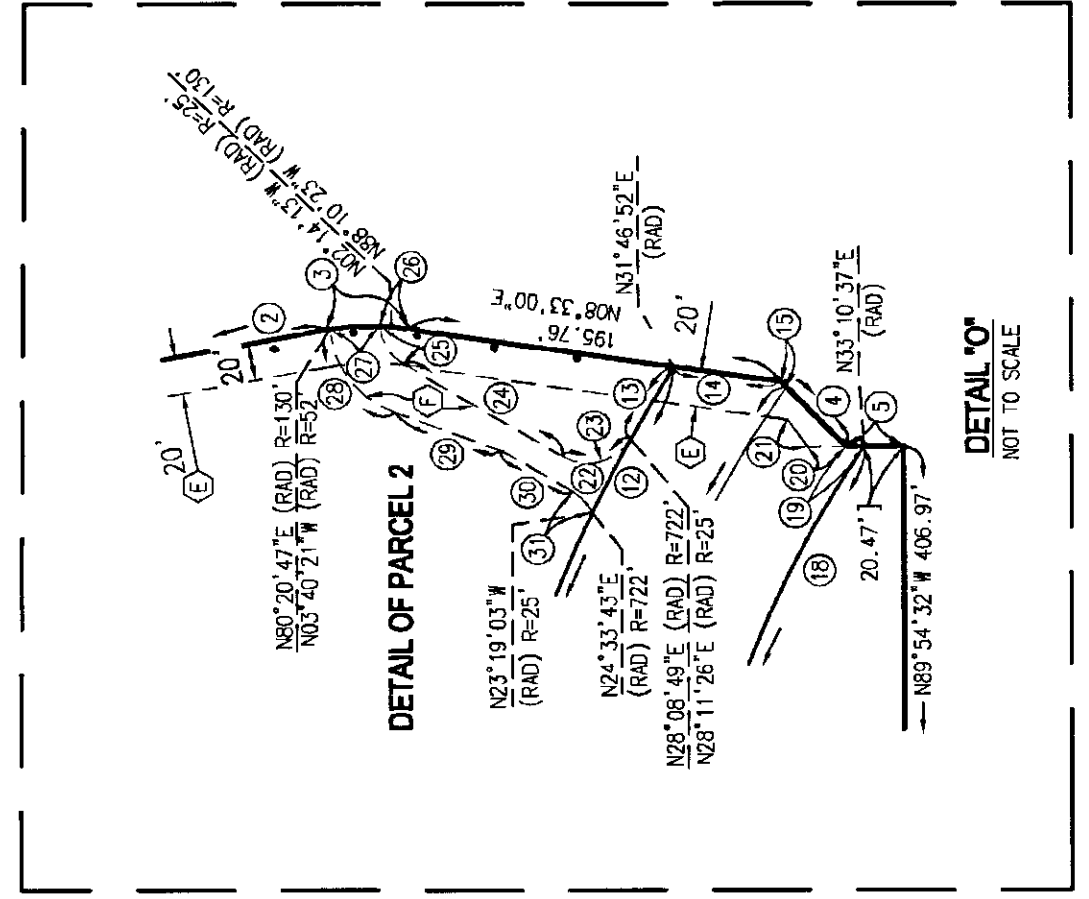 20'
E
2
20'
N80°20'47"E (RAD) R=130'
N03°40'21"W (RAD) R=52'
N02°14'13"W (RAD) R=25'
N88°10'23"W (RAD) R=130'
3
26
27
25
28
F
24
29
DETAIL OF PARCEL 2
N08°33'00"E
195.76'
N31°46'52"E
(RAD)
20'
13
14
15
23
22
12
30
31
E
N23°19'03"W
(RAD) R=25'
N24°33'43"E
(RAD) R=722'
N28°08'49"E (RAD) R=722'
N28°11'26"E (RAD) R=25'
21
20
19
18
4
5
N33°10'37"E
(RAD)
20.47'
N89°54'32"W 406.97'
DETAIL "O"
NOT TO SCALE